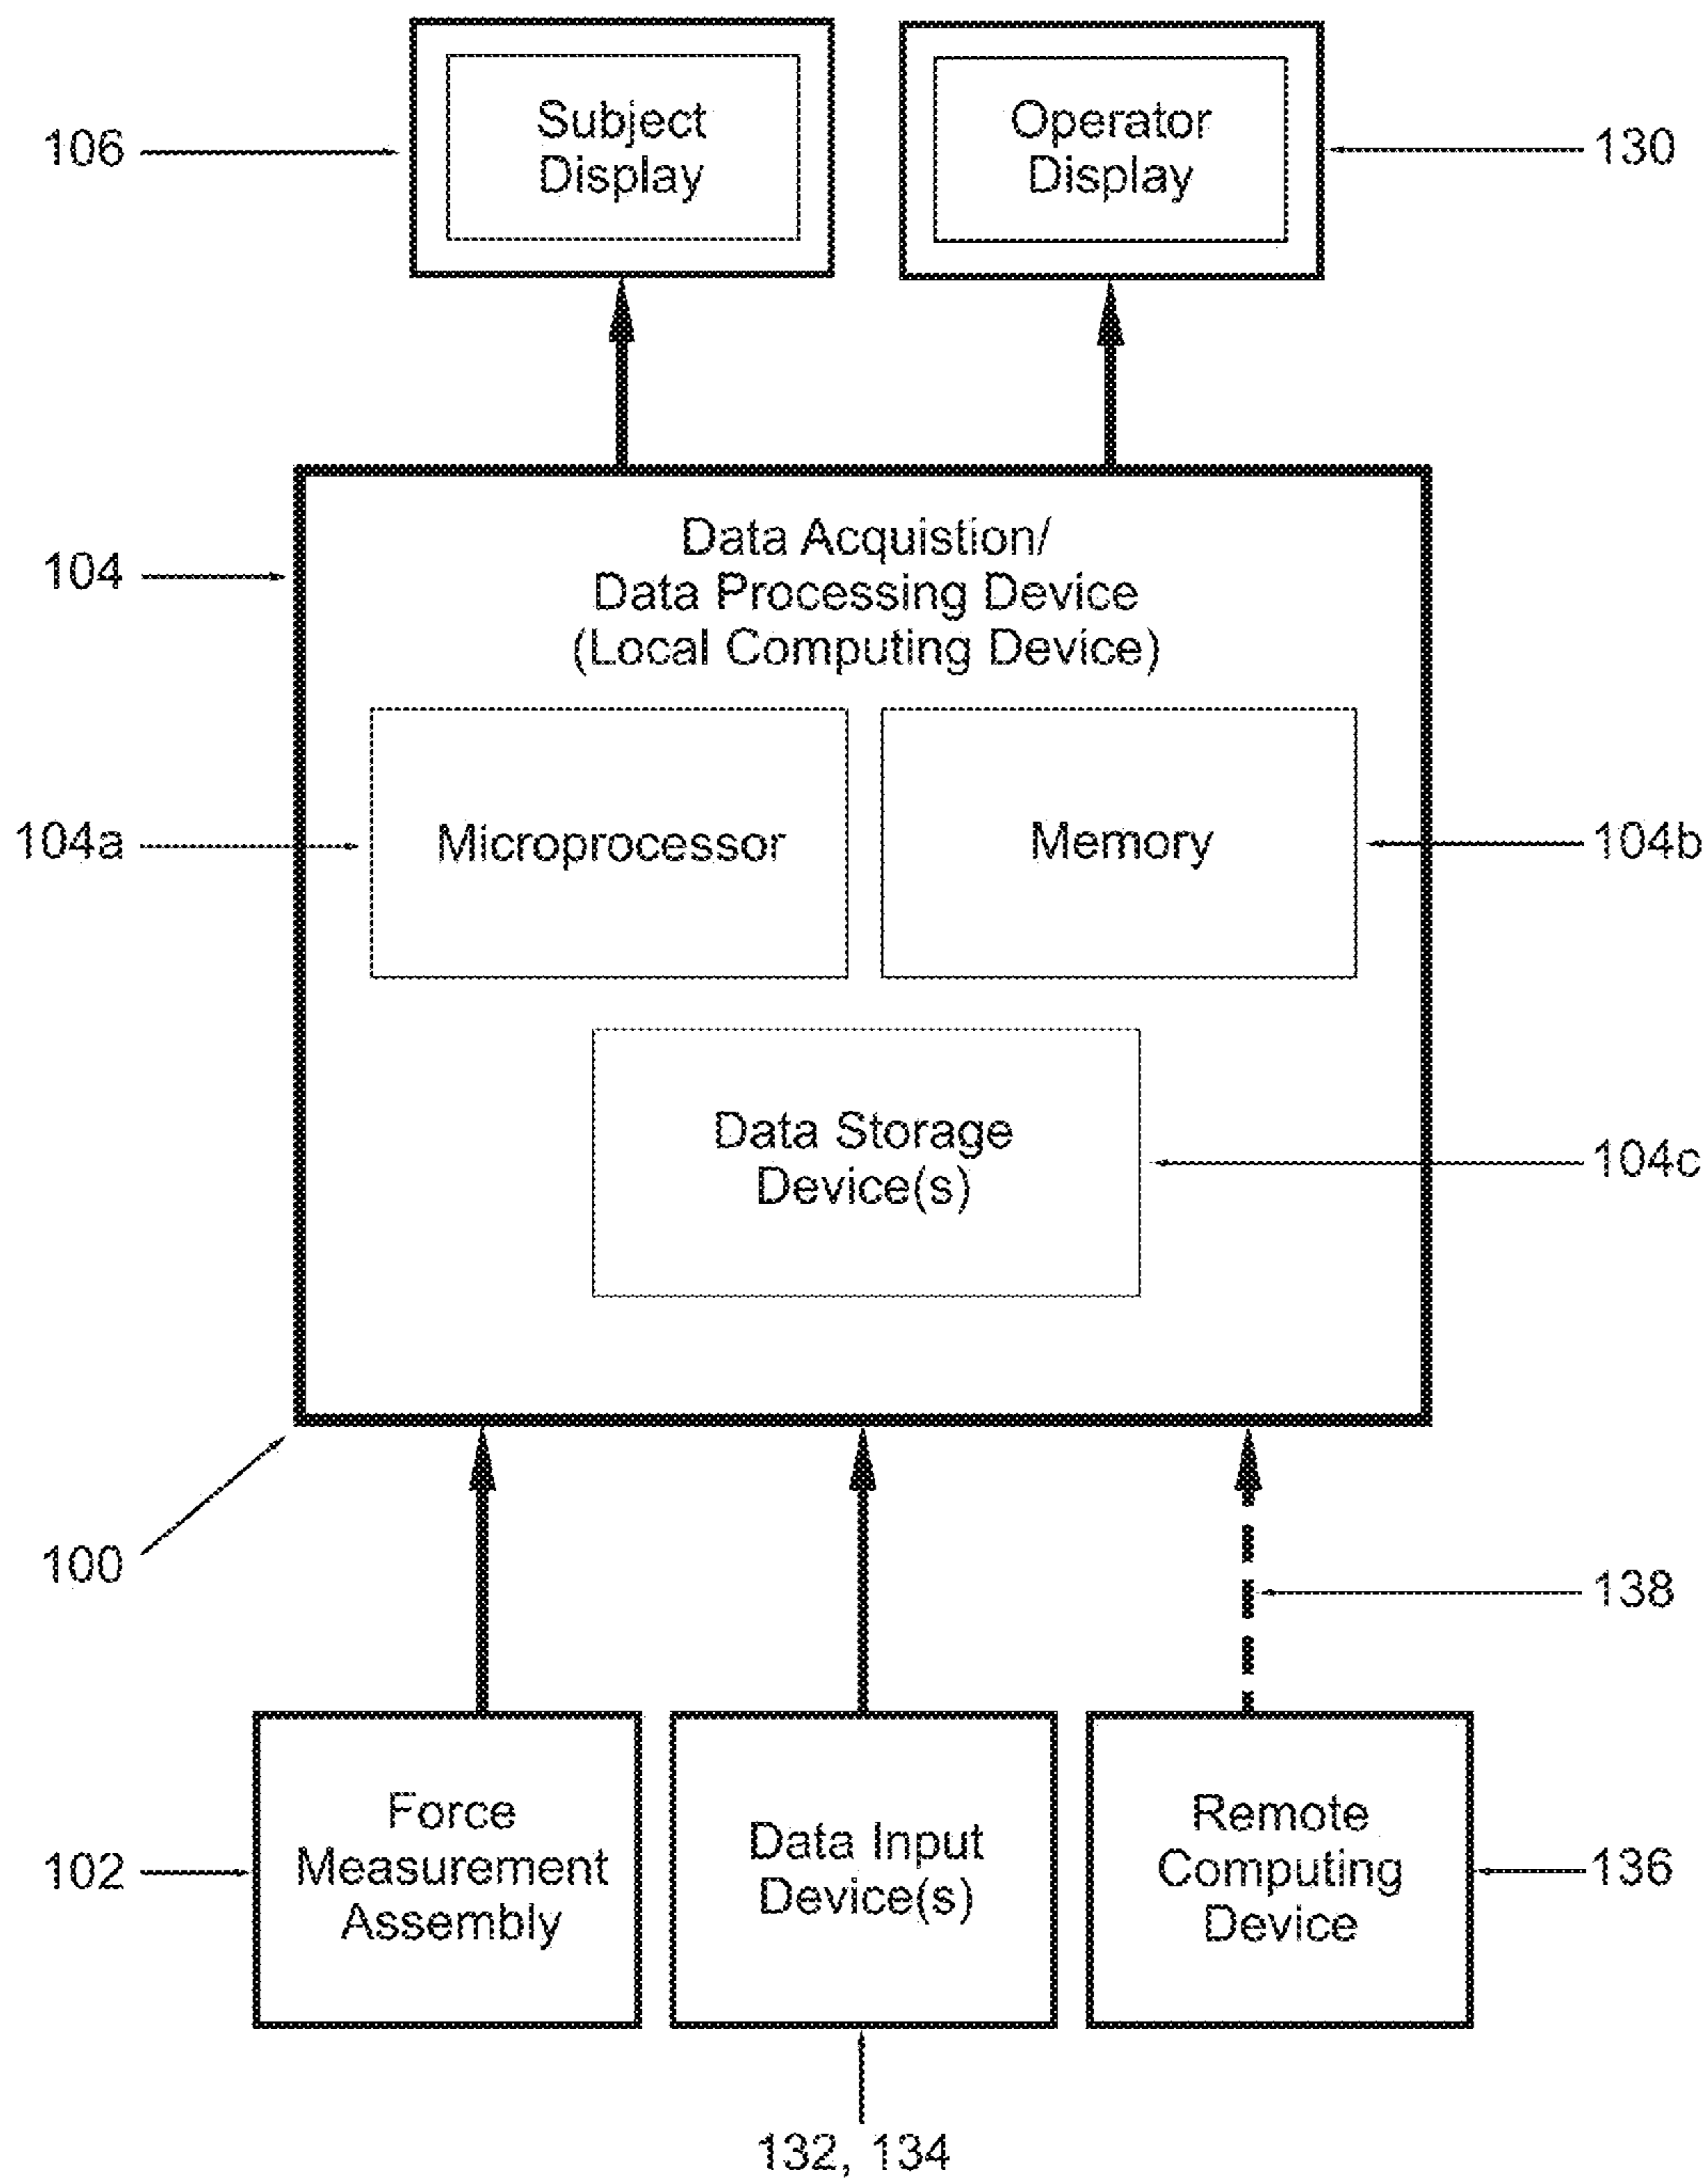 106
Subject
Display
Operator
Display
130
104
Data Acquistion/
Data Processing Device
(Local Computing Device)
104a
Microprocessor
Memory
104b
Data Storage
Device(s)
104c
100
138
102
Force
Measurement
Assembly
Data Input
Device(s)
Remote
Computing
Device
136
132, 134